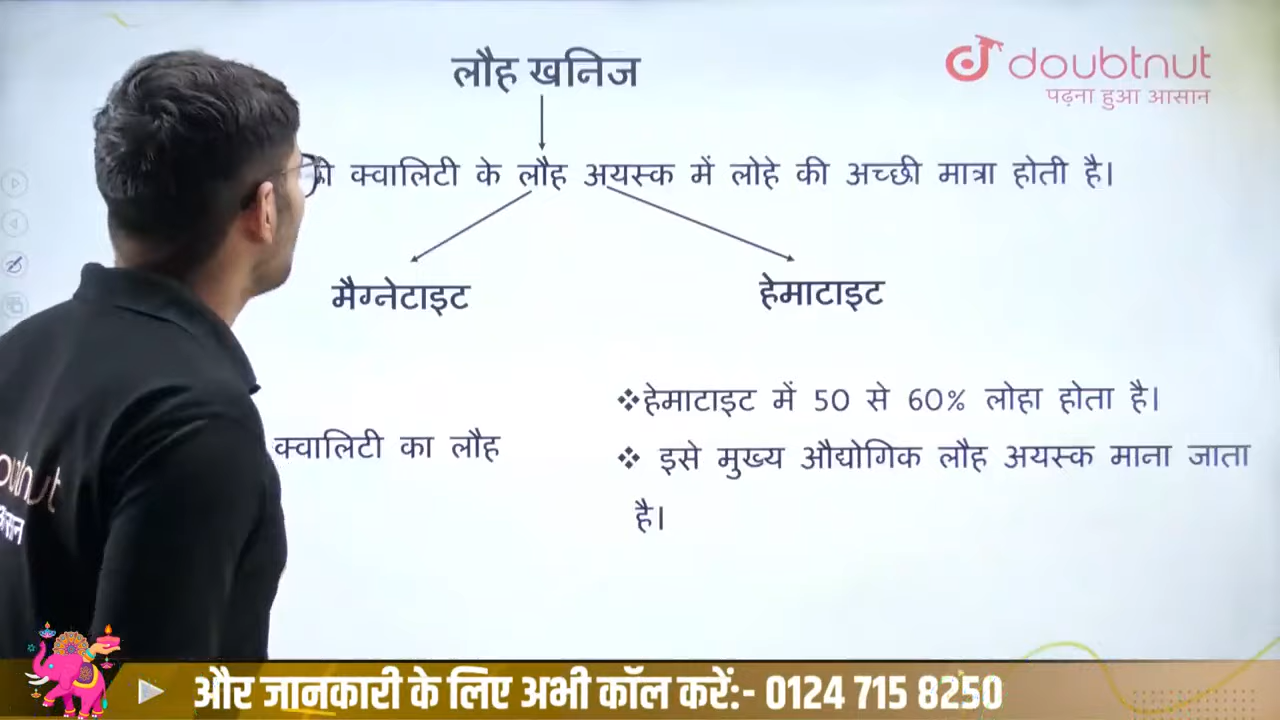 लौह खनिज
doubtnut
पढ़ना हुआ आसान
क्वालिटी के लौह अयस्क में लोहे की अच्छी मात्रा होती है।
मैग्नेटाइट
हेमाटाइट
❖हेमाटाइट में 50 से 60% लोहा होता है।
क्वालिटी का लौह
❖ इसे मुख्य औद्योगिक लौह अयस्क माना जाता
है।
और जानकारी के लिए अभी कॉल करें:- 0124 715 8250